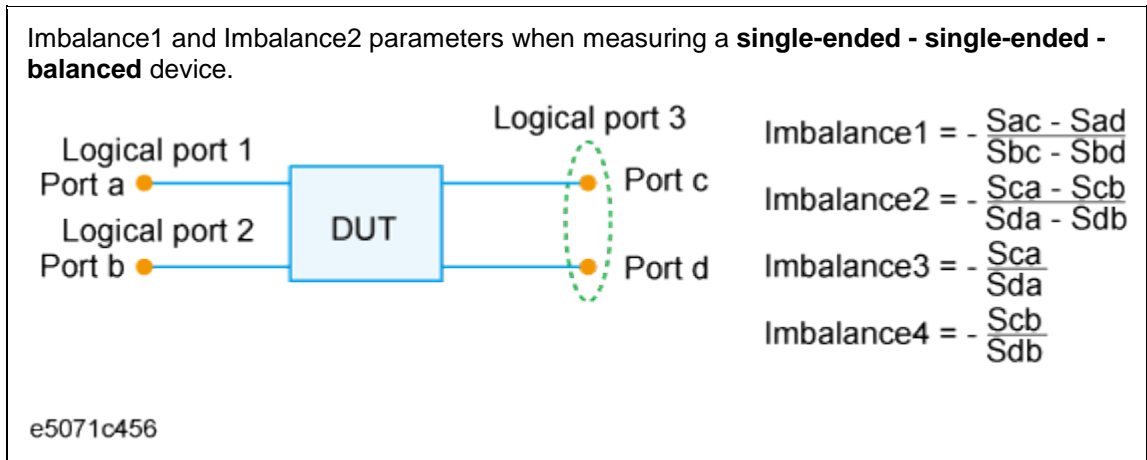 Imbalance1 and Imbalance2 parameters when measuring a single-ended - single-ended -
balanced device.
Logical port 3
Logical port 1
Port a
Port c
Logical port 2
DUT
Port b
Port d
Imbalance1 = - Sac - Sad
Sbc - Sbd
Imbalance2 = - Sca - Scb
Sda - Sdb
Imbalance3 = - Sca
Sda
Imbalance4 = - Scb
Sdb
e5071c456